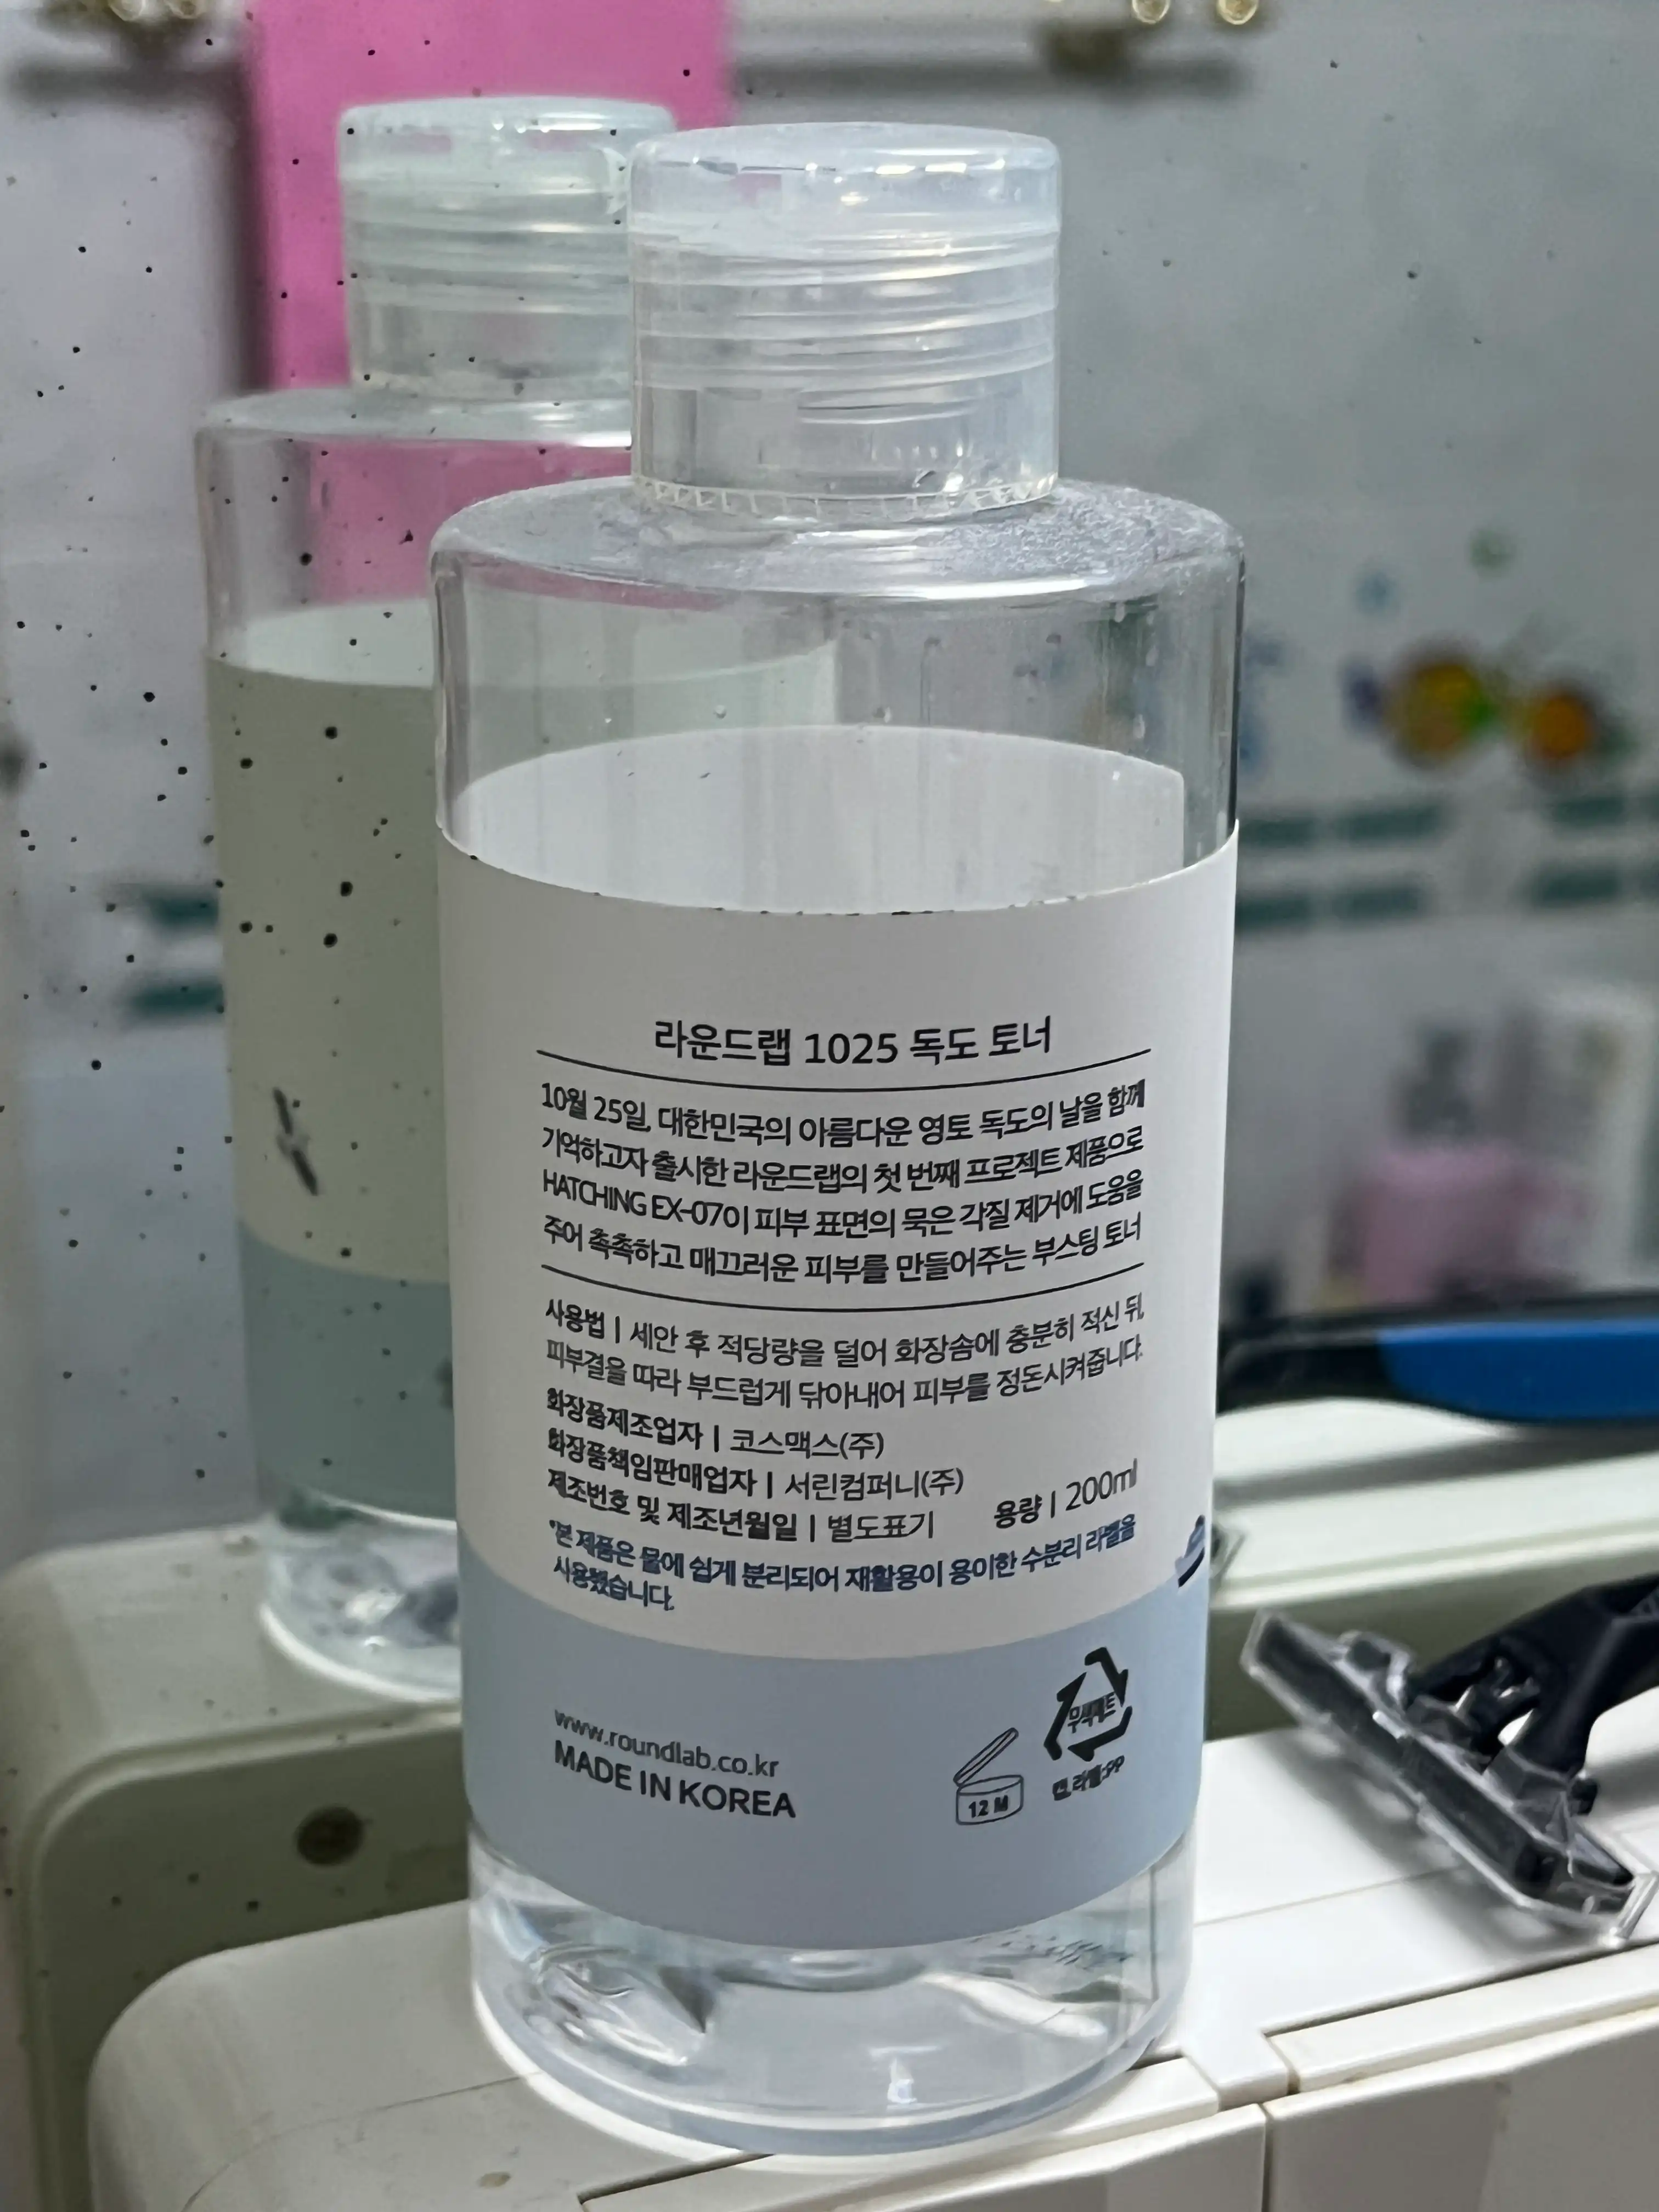 라운드랩 1025 독도 토너
10월 25일, 대한민국의 아름다운 영토 독도의 날을 함께
기억하고자 출시한 라운드랩의 첫 번째 프로젝트 제품으로
HATCHING EX-07이 피부 표면의 묵은 각질 제거에 도움을
주어 촉촉하고 매끄러운 피부를 만들어주는 부스팅 토너
사용법 | 세안 후 적당량을 덜어 화장솜에 충분히 적신 뒤,
피부결을 따라 부드럽게 닦아내어 피부를 정돈시켜줍니다.
화장품제조업자 | 코스맥스(주)
화장품책임판매업자 | 서린컴퍼니(주)
제조번호 및 제조년월일 | 별도표기 용량 | 200ml
*본 제품은 물에 쉽게 분리되어 재활용이 용이한 수분리 라벨을
사용했습니다.
www.roundlab.co.kr
MADE IN KOREA
12 M
무색페트
캡,라벨:PP